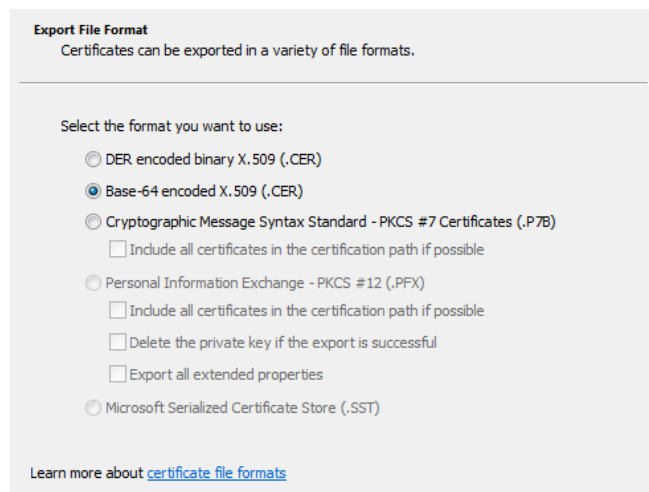 Export File Format
Certificates can be exported in a variety of file formats.
Select the format you want to use:
DER encoded binary X.509 (.CER)
Base-64 encoded X.509 (.CER)
Cryptographic Message Syntax Standard - PKCS #7 Certificates (.P7B)
Include all certificates in the certification path if possible
Personal Information Exchange - PKCS #12 (.PFX)
Include all certificates in the certification path if possible
Delete the private key if the export is successful
Export all extended properties
Microsoft Serialized Certificate Store (.SST)
Learn more about certificate file formats